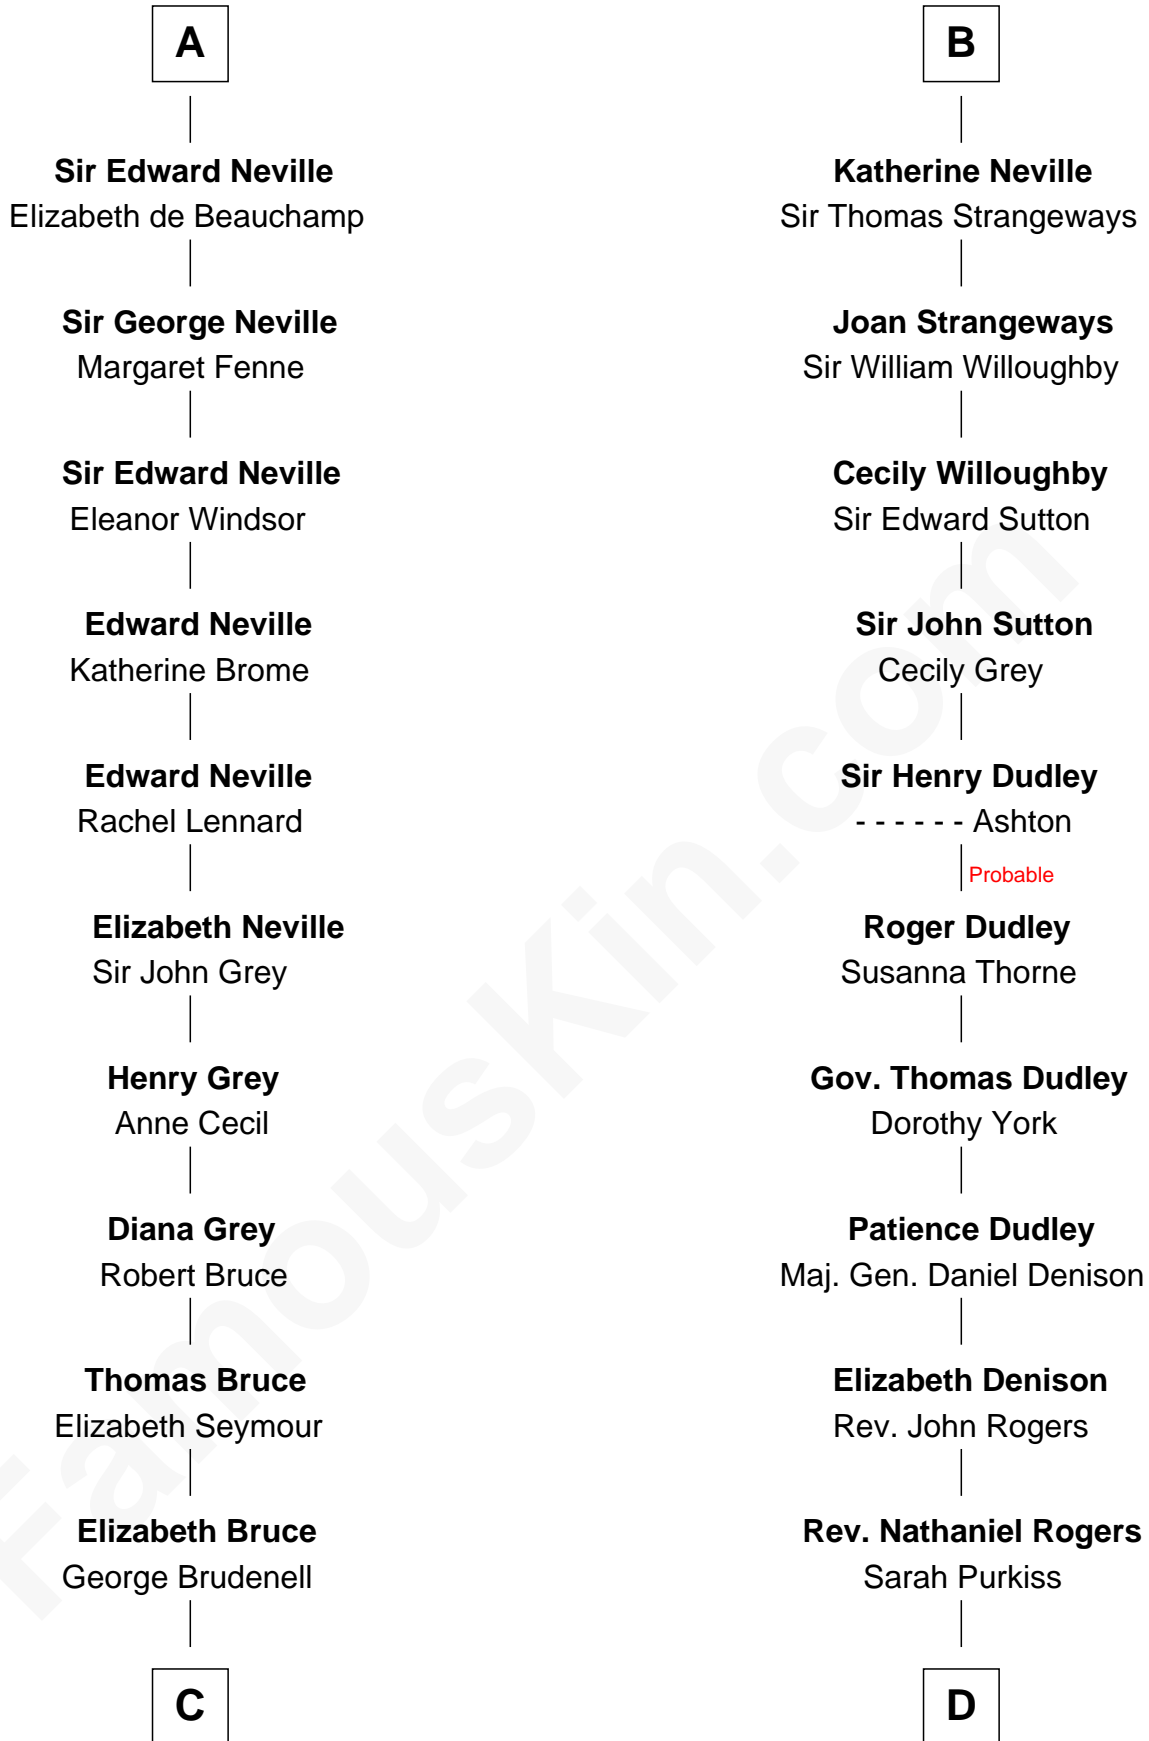 A
Sir Edward Neville
Elizabeth de Beauchamp
Sir George Neville
Margaret Fenne
Sir Edward Neville
Eleanor Windsor
Edward Neville
Katherine Brome
Edward Neville
Rachel Lennard
Elizabeth Neville
Sir John Grey
Henry Grey
Anne Cecil
Diana Grey
Robert Bruce
Thomas Bruce
Elizabeth Seymour
Elizabeth Bruce
George Brudenell
C
B
Katherine Neville
Sir Thomas Strangeways
Joan Strangeways
Sir William Willoughby
Cecily Willoughby
Sir Edward Sutton
Sir John Sutton
Cecily Grey
Sir Henry Dudley
- - - - - - Ashton
Probable
Roger Dudley
Susanna Thorne
Gov. Thomas Dudley
Dorothy York
Patience Dudley
Maj. Gen. Daniel Denison
Elizabeth Denison
Rev. John Rogers
Rev. Nathaniel Rogers
Sarah Purkiss
D
FamousKin.com